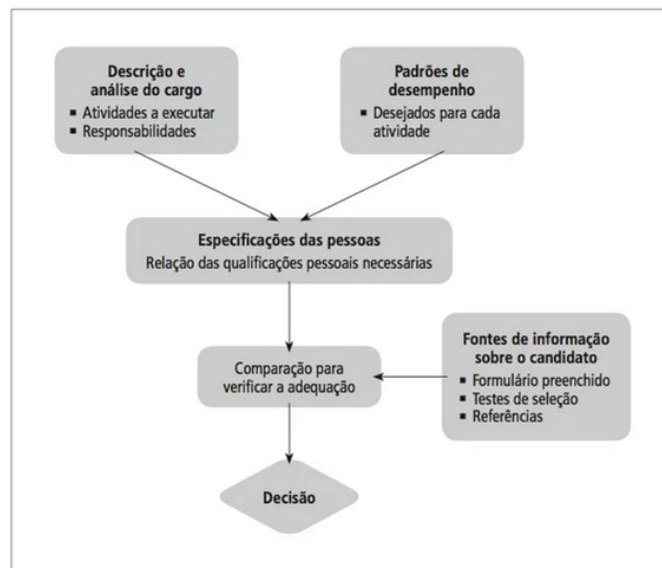 Descrição e
análise do cargo
▪ Atividades a executar
▪ Responsabilidades
Padrões de
desempenho
▪ Desejados para cada
atividade
Especificações das pessoas
Relação das qualificações pessoais necessárias
Comparação para
verificar a adequação
Fontes de informação
sobre o candidato
▪ Formulário preenchido
▪ Testes de seleção
▪ Referências
Decisão